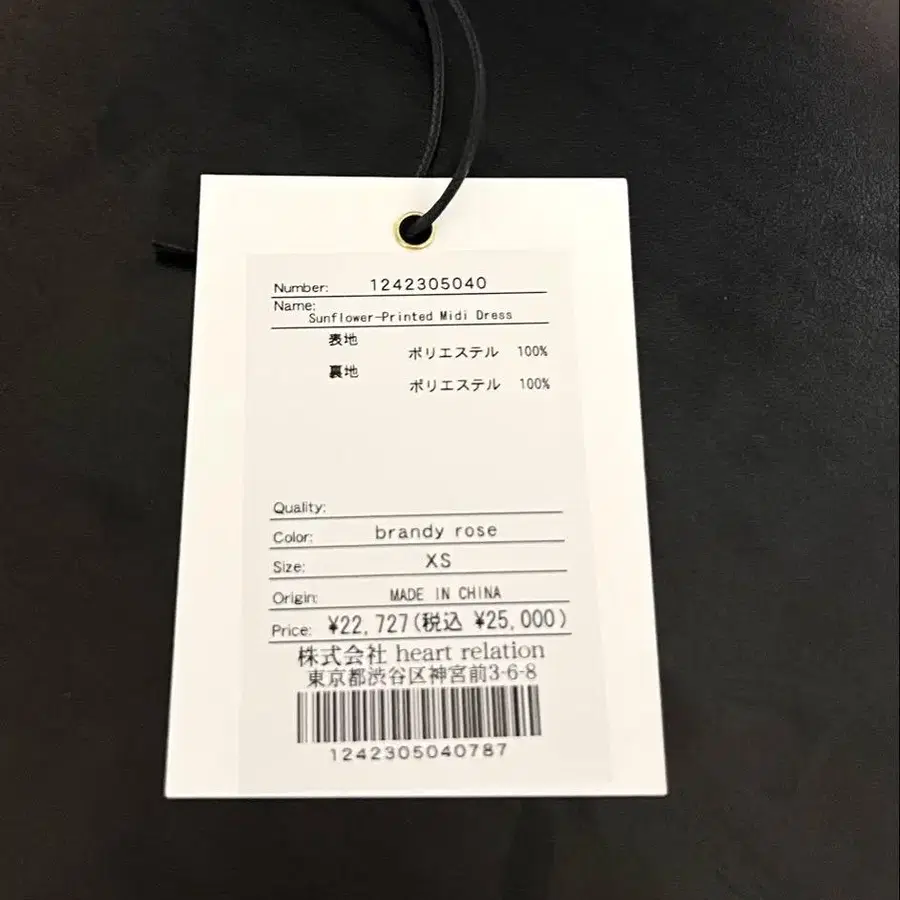 Number: 1242305040
Name:
Sunflower-Printed Midi Dress
表地
ポリエステル 100%
裏地
ポリエステル 100%
Quality:
Color: brandy rose
Size: XS
Origin: MADE IN CHINA
Price: ¥22,727(税込 ¥25,000)
株式会社 heart relation
東京都渋谷区神宮前3-6-8
1242305040787